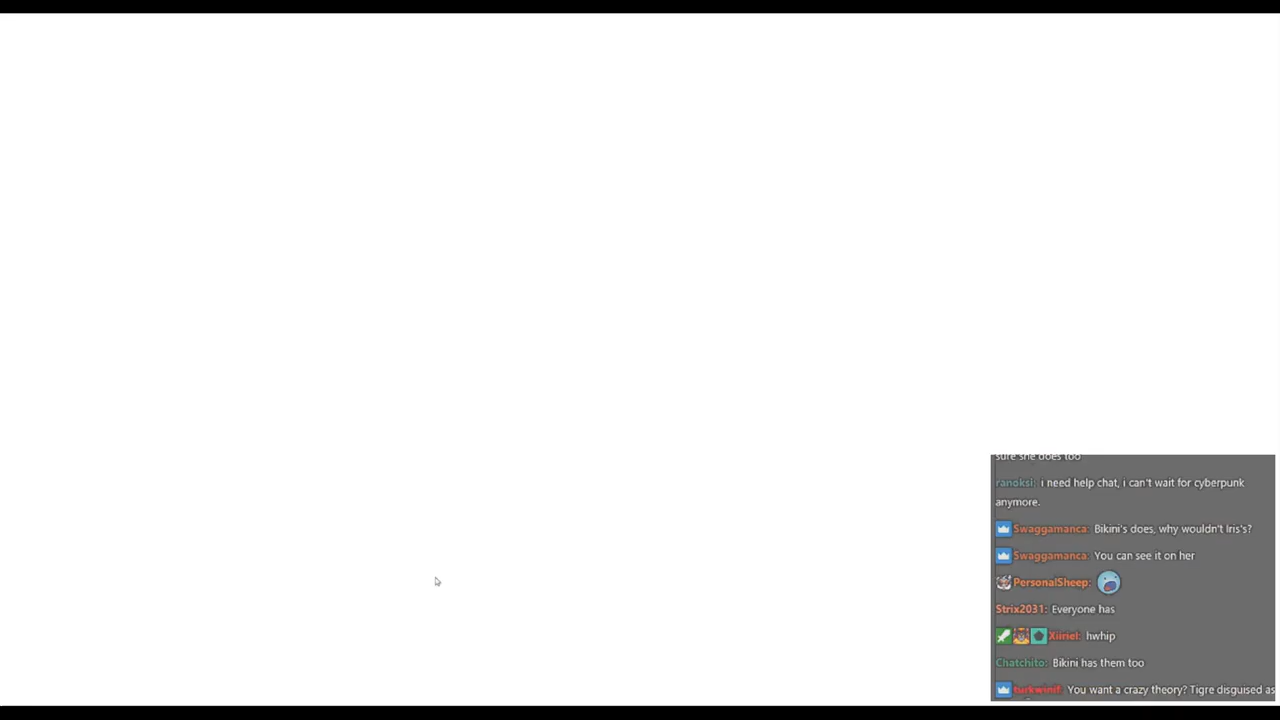 sure she does too
ranoksi: i need help chat, i can't wait for cyberpunk
anymore.
Swaggamanca: Bikini's does, why wouldn't Iris's?
Swaggamanca: You can see it on her
PersonalSheep:
Strix2031: Everyone has
Xiiriel: hwhip
Chatchito: Bikini has them too
turkwinif: You want a crazy theory? Tigre disguised as